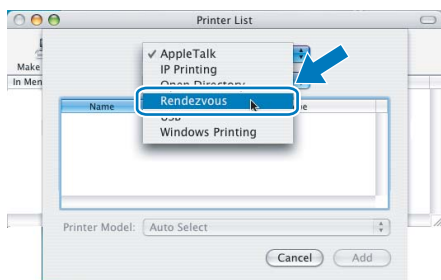 Printer List
✓ AppleTalk
IP Printing
Make
Open Directory
In Men
Name
Rendezvous
USB
Windows Printing
Printer Model: Auto Select
Cancel Add